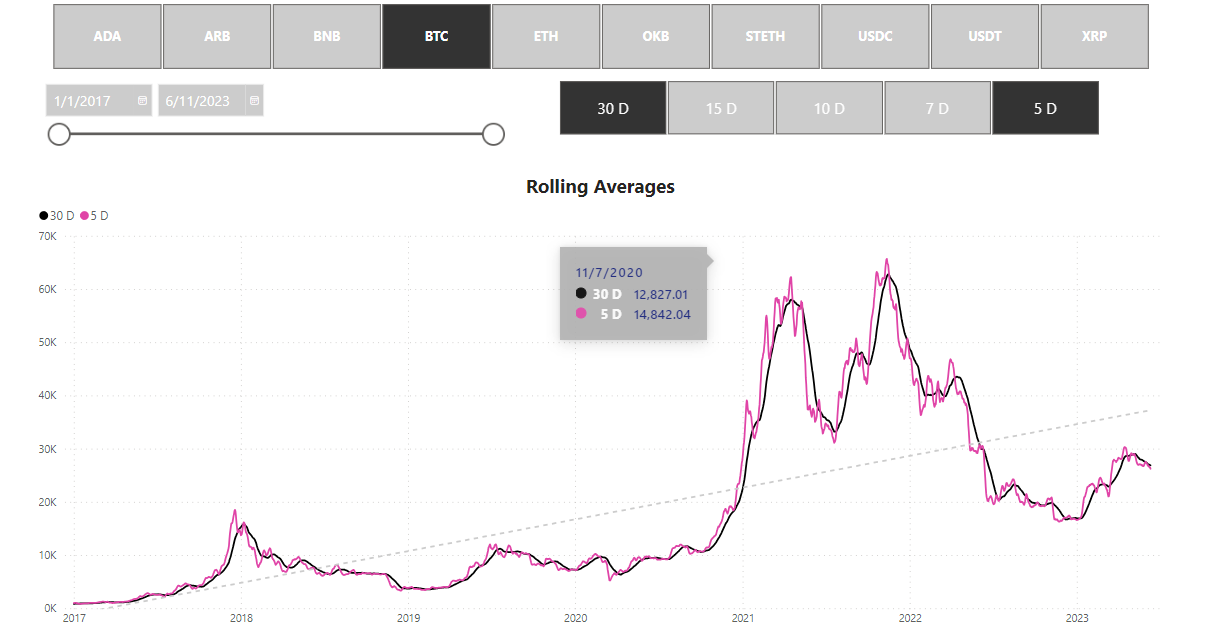 ADA ARB BNB BTC ETH OKB STETH USDC USDT XRP
1/1/2017 6/11/2023 30 D 15 D 10 D 7 D 5 D
Rolling Averages
30 D 5 D
70K
11/7/2020
60K
30 D 12,827.01
5 D 14,842.04
50K
40K
30K
20K
10K
0K
2017 2018 2019 2020 2021 2022 2023